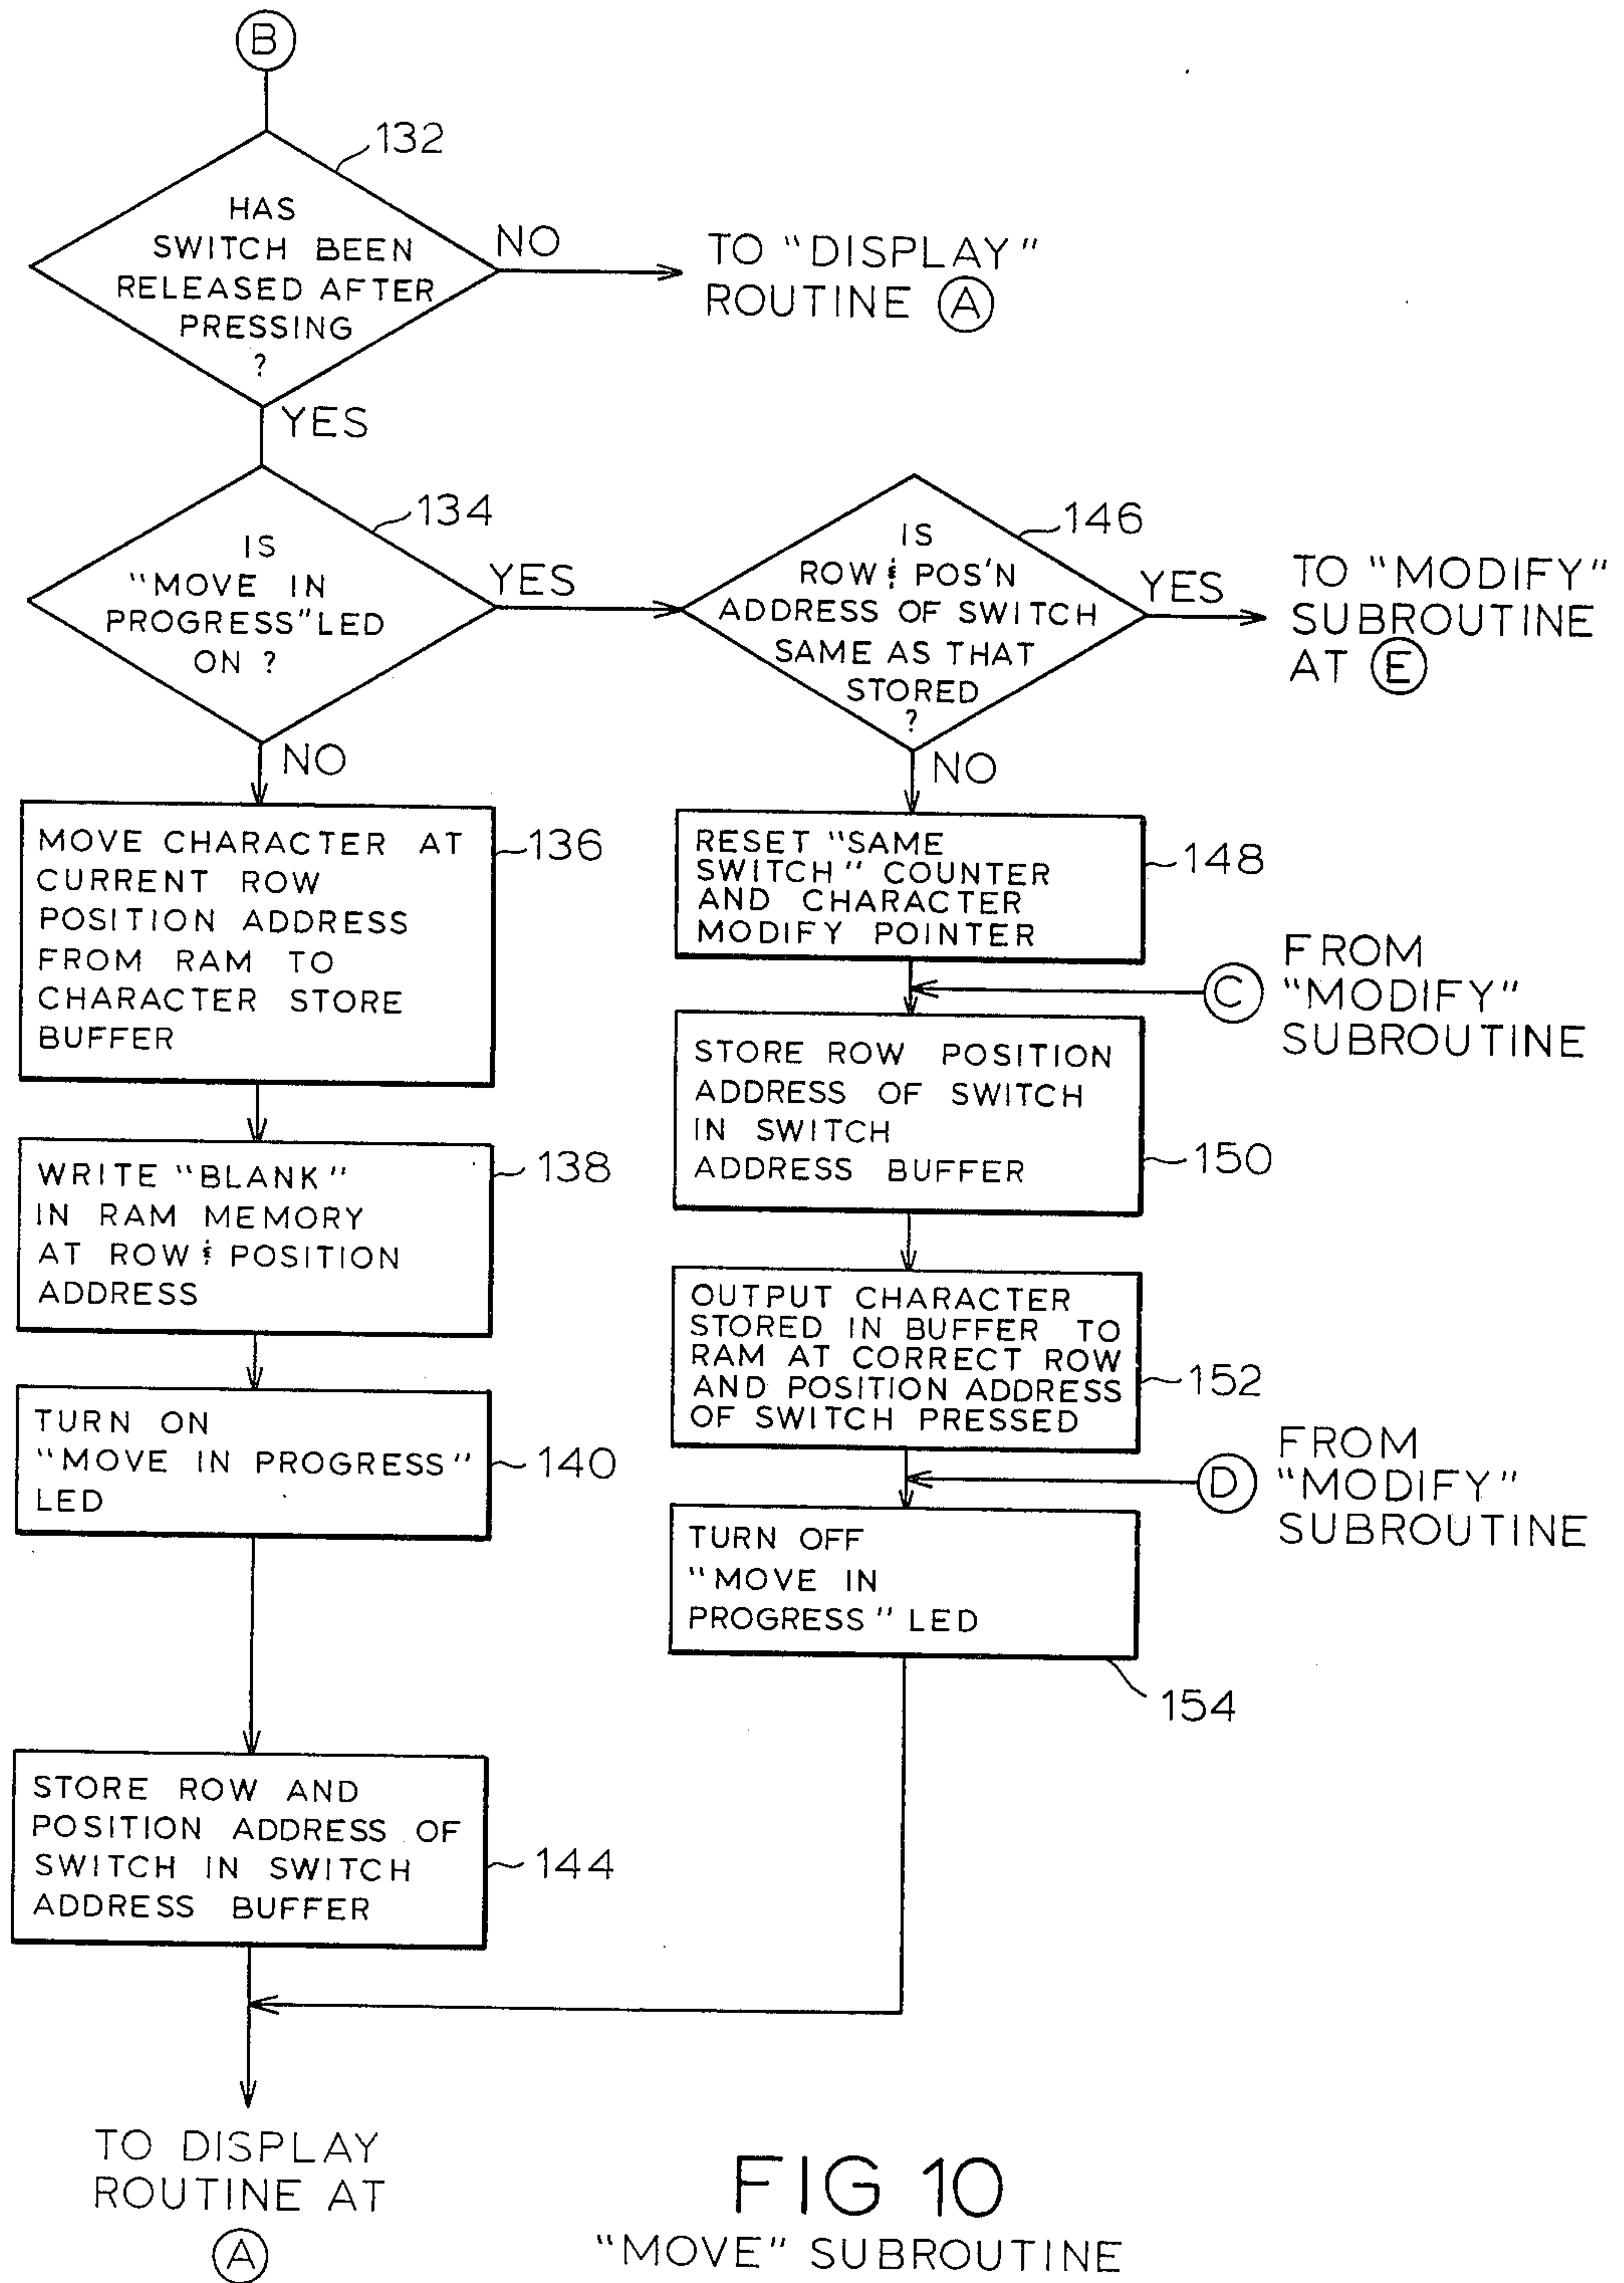 B
132
HAS
SWITCH BEEN
RELEASED AFTER
PRESSING
?
NO
TO "DISPLAY"
ROUTINE A
YES
134
IS
"MOVE IN
PROGRESS" LED
ON ?
YES
146
IS
ROW & POS'N
ADDRESS OF SWITCH
SAME AS THAT
STORED
?
YES
TO "MODIFY"
SUBROUTINE
AT E
NO
NO
MOVE CHARACTER AT
CURRENT ROW
POSITION ADDRESS
FROM RAM TO
CHARACTER STORE
BUFFER
136
RESET "SAME
SWITCH" COUNTER
AND CHARACTER
MODIFY POINTER
148
C
FROM
"MODIFY"
SUBROUTINE
STORE ROW POSITION
ADDRESS OF SWITCH
IN SWITCH
ADDRESS BUFFER
150
WRITE "BLANK"
IN RAM MEMORY
AT ROW & POSITION
ADDRESS
138
OUTPUT CHARACTER
STORED IN BUFFER TO
RAM AT CORRECT ROW
AND POSITION ADDRESS
OF SWITCH PRESSED
152
TURN ON
"MOVE IN PROGRESS"
LED
140
D
FROM
"MODIFY"
SUBROUTINE
TURN OFF
"MOVE IN
PROGRESS" LED
154
STORE ROW AND
POSITION ADDRESS OF
SWITCH IN SWITCH
ADDRESS BUFFER
144
TO DISPLAY
ROUTINE AT
A
FIG 10
"MOVE" SUBROUTINE